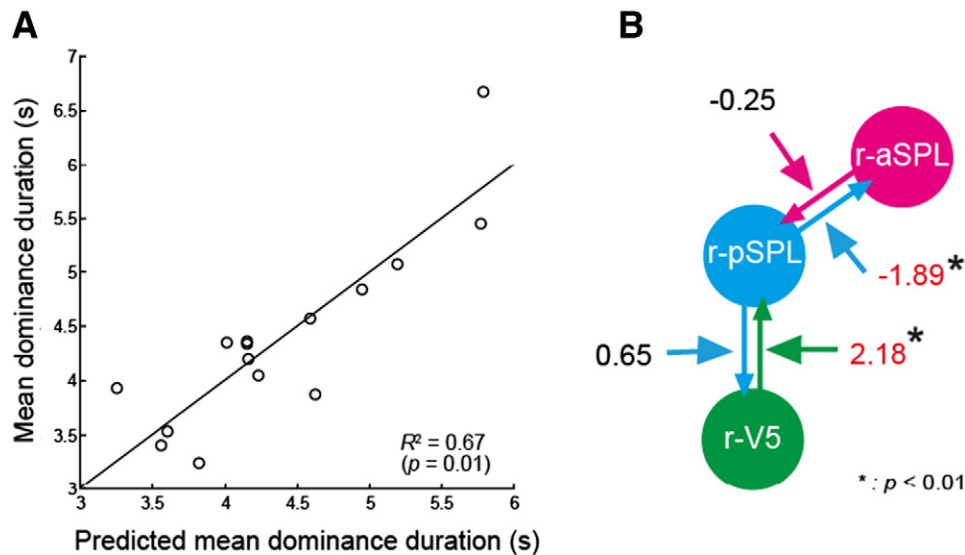 A
Mean dominance duration (s)
7
6.5
6
5.5
5
4.5
4
3.5
3
3 3.5 4 4.5 5 5.5 6
R² = 0.67
(p = 0.01)
Predicted mean dominance duration (s)
B
-0.25
r-aSPL
r-pSPL
-1.89*
0.65
2.18*
r-V5
* : p < 0.01